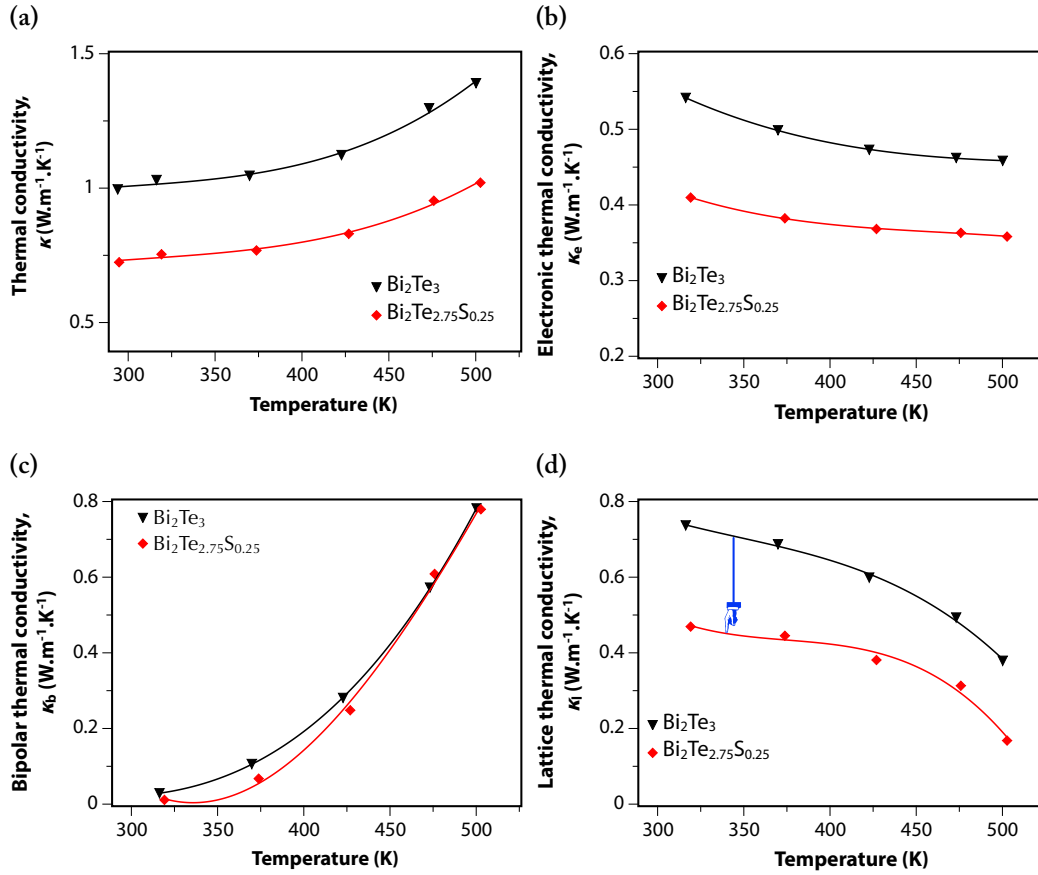 (a)
Thermal conductivity,
κ (W.m⁻¹.K⁻¹)
1.5
1
0.5
300 350 400 450 500
Temperature (K)
Bi₂Te₃
Bi₂Te₂.₇₅S₀.₂₅
(b)
Electronic thermal conductivity,
κₑ (W.m⁻¹.K⁻¹)
0.6
0.5
0.4
0.3
0.2
300 350 400 450 500
Temperature (K)
Bi₂Te₃
Bi₂Te₂.₇₅S₀.₂₅
(c)
Bipolar thermal conductivity,
κb (W.m⁻¹.K⁻¹)
0.8
0.6
0.4
0.2
0
300 350 400 450 500
Temperature (K)
Bi₂Te₃
Bi₂Te₂.₇₅S₀.₂₅
(d)
Lattice thermal conductivity,
κl (W.m⁻¹.K⁻¹)
0.8
0.6
0.4
0.2
0
300 350 400 450 500
Temperature (K)
Bi₂Te₃
Bi₂Te₂.₇₅S₀.₂₅